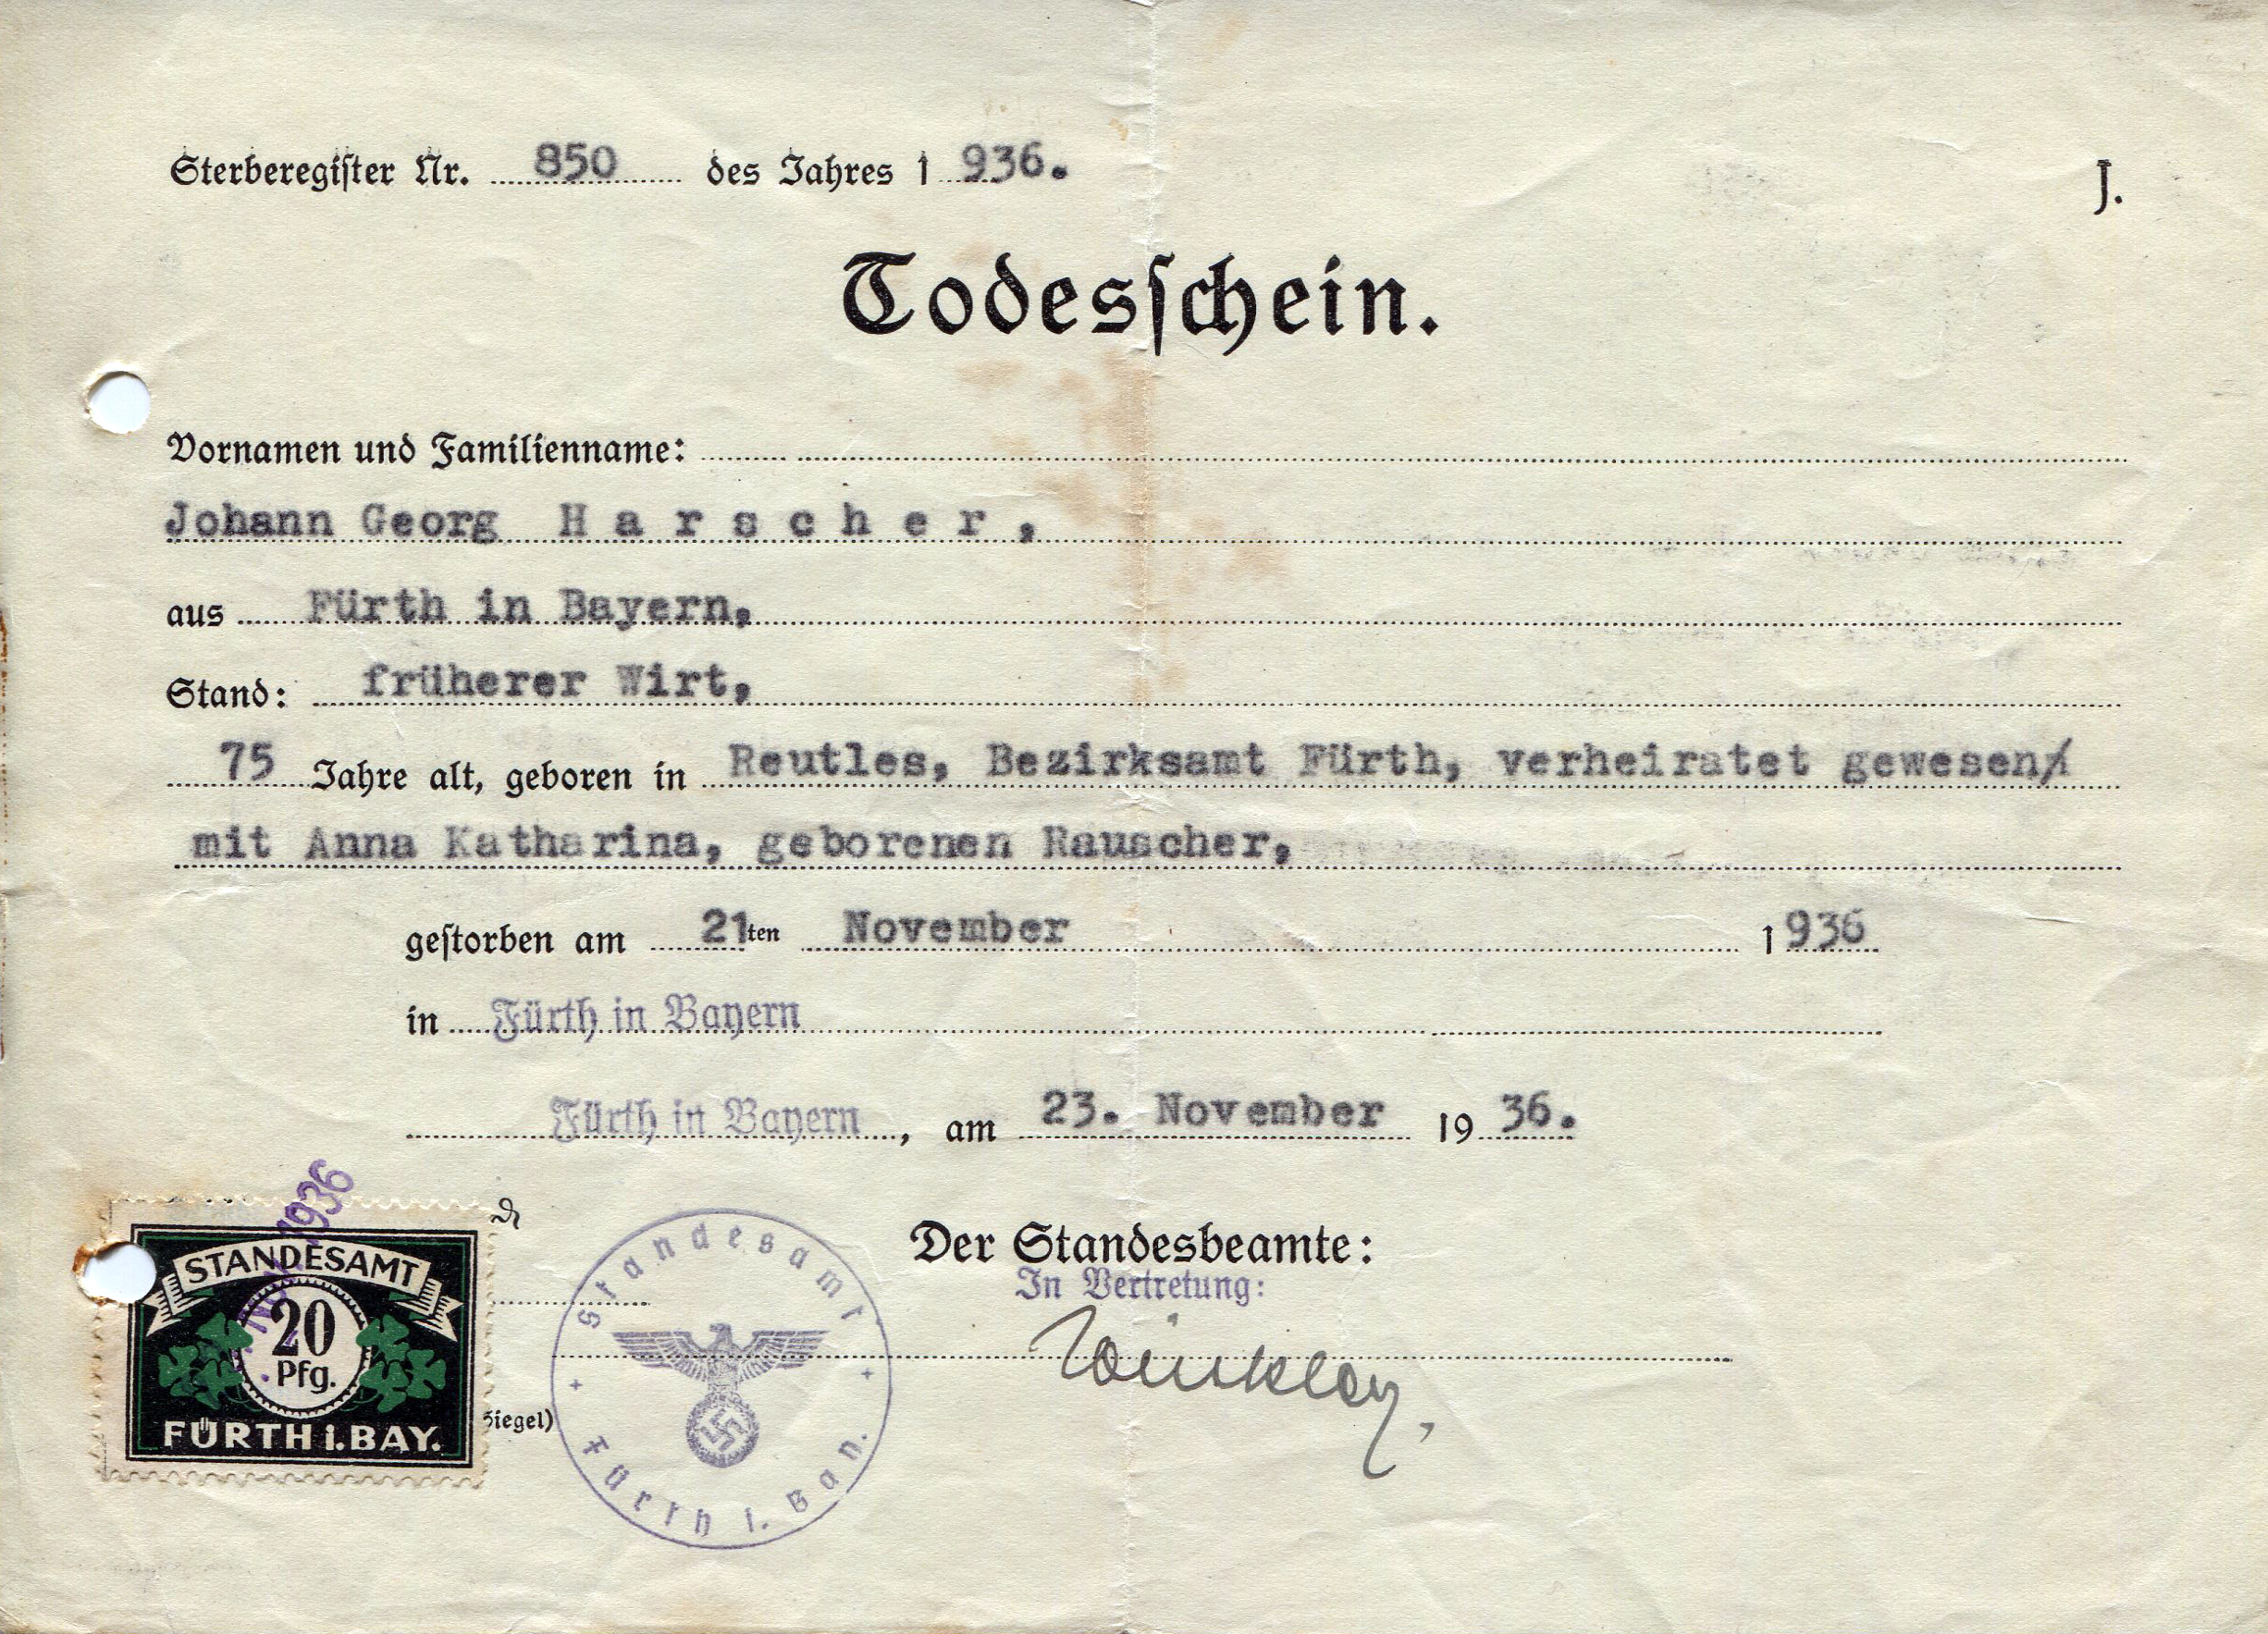 Sterberegister Nr. 850 des Jahres 1936.
J.
Todesschein.
Vornamen und Familienname:
Johann Georg Harscher,
aus Fürth in Bayern,
Stand: früherer Wirt,
75 Jahre alt, geboren in Reutles, Bezirksamt Fürth, verheiratet gewesen
mit Anna Katharina, geborenen Rauscher,
gestorben am 21ten November 1936
in Fürth in Bayern
Fürth in Bayern, am 23. November 1936.
Der Standesbeamte:
In Vertretung:
Winkler
Siegel)
Standesamt
Fürth i. Bay.
1936
STANDESAMT
20
Pfg.
FÜRTH i. BAY.